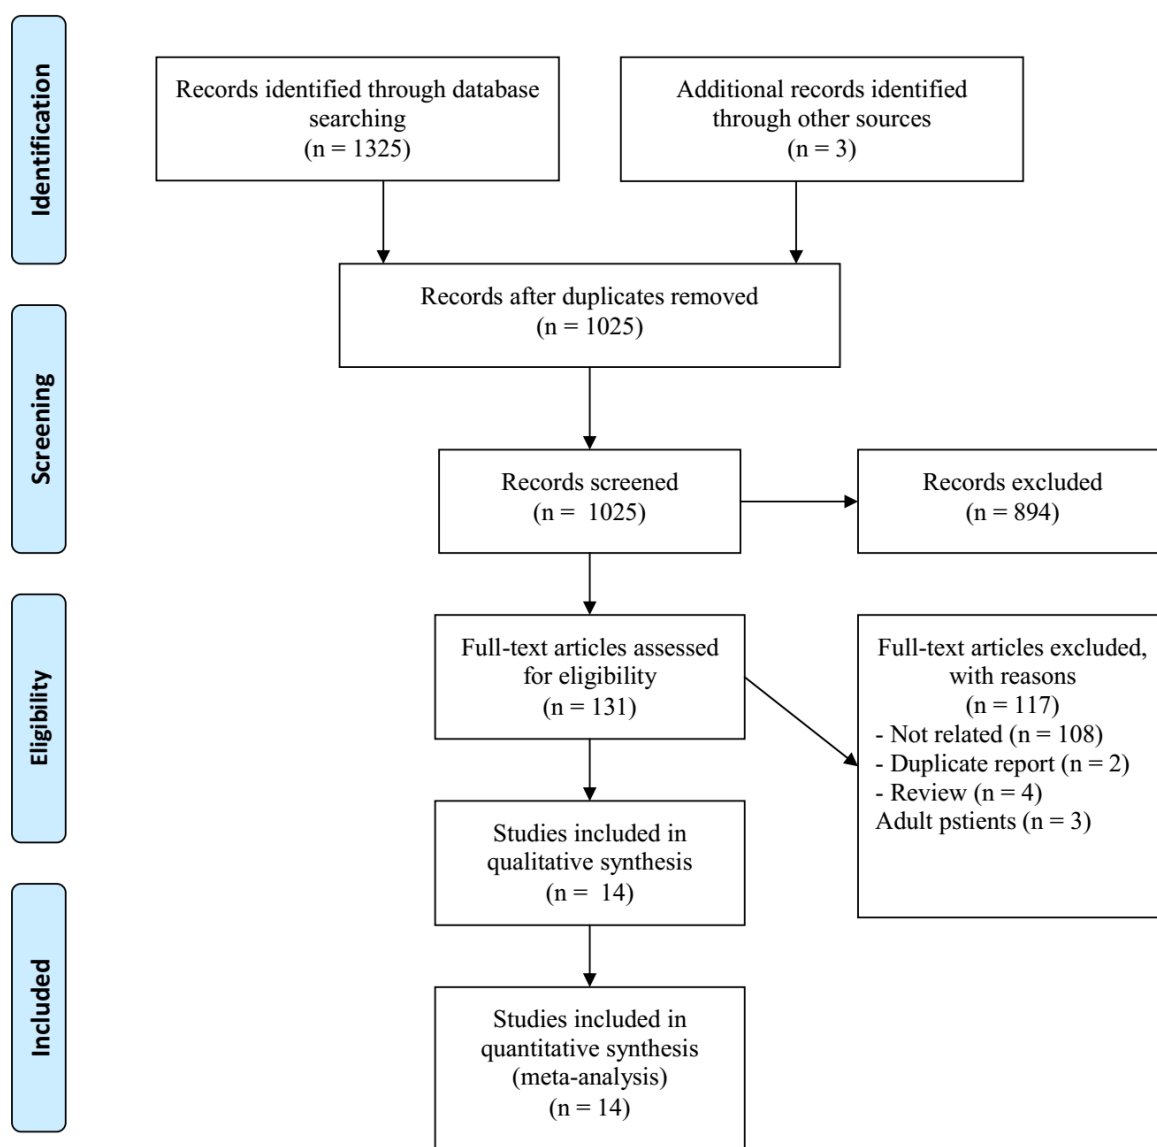 Identification
Records identified through database
searching
(n = 1325)
Additional records identified
through other sources
(n = 3)
Records after duplicates removed
(n = 1025)
Screening
Records screened
(n = 1025)
Records excluded
(n = 894)
Eligibility
Full-text articles assessed
for eligibility
(n = 131)
Full-text articles excluded,
with reasons
(n = 117)
- Not related (n = 108)
- Duplicate report (n = 2)
- Review (n = 4)
Adult pstients (n = 3)
Studies included in
qualitative synthesis
(n = 14)
Included
Studies included in
quantitative synthesis
(meta-analysis)
(n = 14)